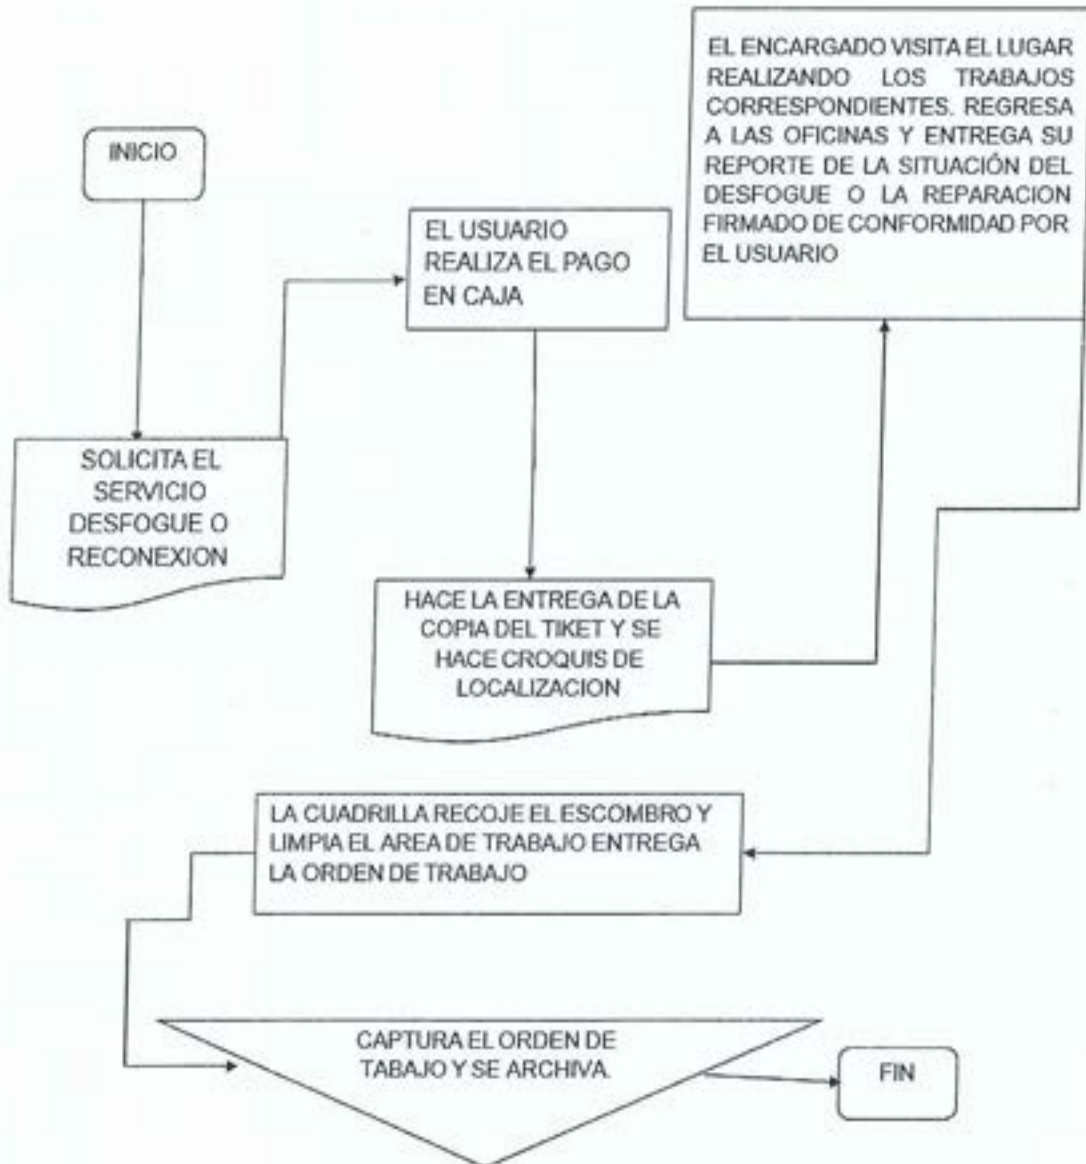 INICIO
SOLICITA EL
SERVICIO
DESFOGUE O
RECONEXION
EL USUARIO
REALIZA EL PAGO
EN CAJA
HACE LA ENTREGA DE LA
COPIA DEL TIKET Y SE
HACE CROQUIS DE
LOCALIZACION
EL ENCARGADO VISITA EL LUGAR
REALIZANDO LOS TRABAJOS
CORRESPONDIENTES. REGRESA
A LAS OFICINAS Y ENTREGA SU
REPORTE DE LA SITUACIÓN DEL
DESFOGUE O LA REPARACION
FIRMADO DE CONFORMIDAD POR
EL USUARIO
LA CUADRILLA RECOJE EL ESCOMBRO Y
LIMPIA EL AREA DE TRABAJO ENTREGA
LA ORDEN DE TRABAJO
CAPTURA EL ORDEN DE
TABAJO Y SE ARCHIVA.
FIN